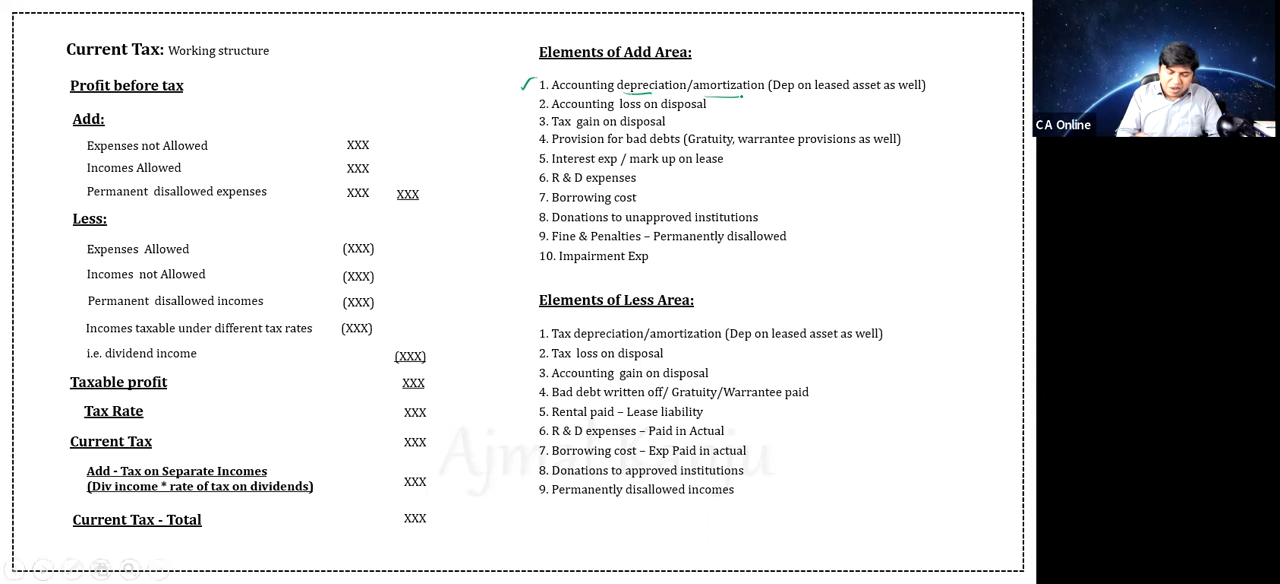 Current Tax: Working structure
Profit before tax
Add:
Expenses not Allowed XXX
Incomes Allowed XXX
Permanent disallowed expenses XXX XXX
Less:
Expenses Allowed (XXX)
Incomes not Allowed (XXX)
Permanent disallowed incomes (XXX)
Incomes taxable under different tax rates (XXX)
i.e. dividend income (XXX)
Taxable profit XXX
Tax Rate XXX
Current Tax XXX
Add - Tax on Separate Incomes
(Div income * rate of tax on dividends) XXX
Current Tax - Total XXX
Elements of Add Area:
1. Accounting depreciation/amortization (Dep on leased asset as well)
2. Accounting loss on disposal
3. Tax gain on disposal
4. Provision for bad debts (Gratuity, warrantee provisions as well)
5. Interest exp / mark up on lease
6. R & D expenses
7. Borrowing cost
8. Donations to unapproved institutions
9. Fine & Penalties – Permanently disallowed
10. Impairment Exp
Elements of Less Area:
1. Tax depreciation/amortization (Dep on leased asset as well)
2. Tax loss on disposal
3. Accounting gain on disposal
4. Bad debt written off/ Gratuity/Warrantee paid
5. Rental paid – Lease liability
6. R & D expenses – Paid in Actual
7. Borrowing cost – Exp Paid in actual
8. Donations to approved institutions
9. Permanently disallowed incomes
C A Online